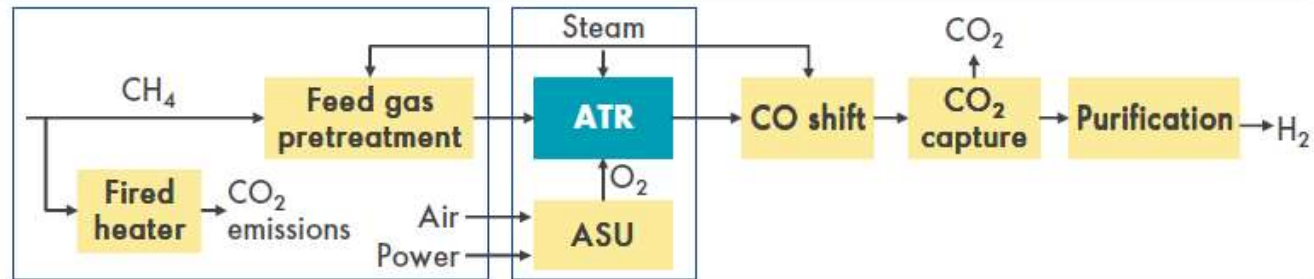 Steam
CO₂
CH₄
Feed gas
pretreatment
ATR
CO shift
CO₂
capture
Purification
H₂
O₂
Fired
heater
CO₂
emissions
Air
Power
ASU